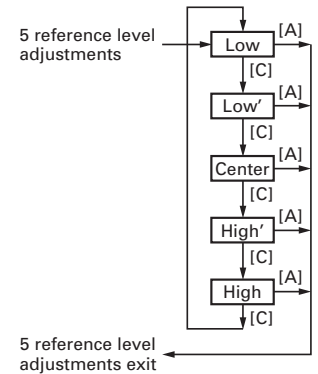 5 reference level
adjustments
Low
[A]
[C]
Low’
[A]
[C]
Center
[A]
[C]
High’
[A]
[C]
High
[A]
[C]
5 reference level
adjustments exit